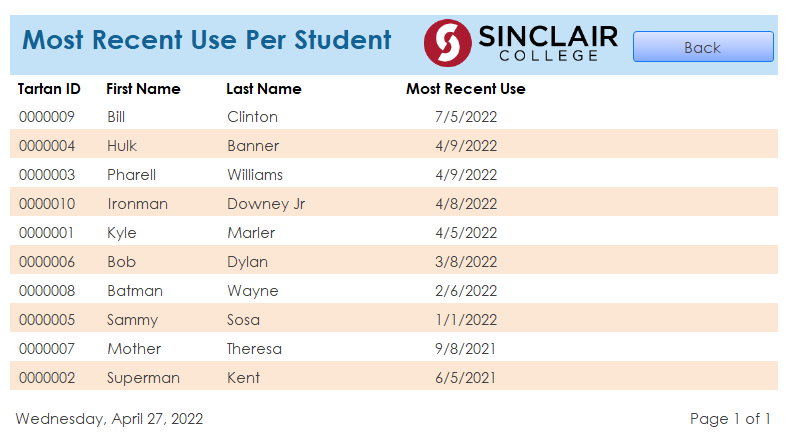 Most Recent Use Per Student
SINCLAIR
COLLEGE
Back
Tartan ID First Name Last Name Most Recent Use
0000009 Bill Clinton 7/5/2022
0000004 Hulk Banner 4/9/2022
0000003 Pharell Williams 4/9/2022
0000010 Ironman Downey Jr 4/8/2022
0000001 Kyle Marler 4/5/2022
0000006 Bob Dylan 3/8/2022
0000008 Batman Wayne 2/6/2022
0000005 Sammy Sosa 1/1/2022
0000007 Mother Theresa 9/8/2021
0000002 Superman Kent 6/5/2021
Wednesday, April 27, 2022 Page 1 of 1